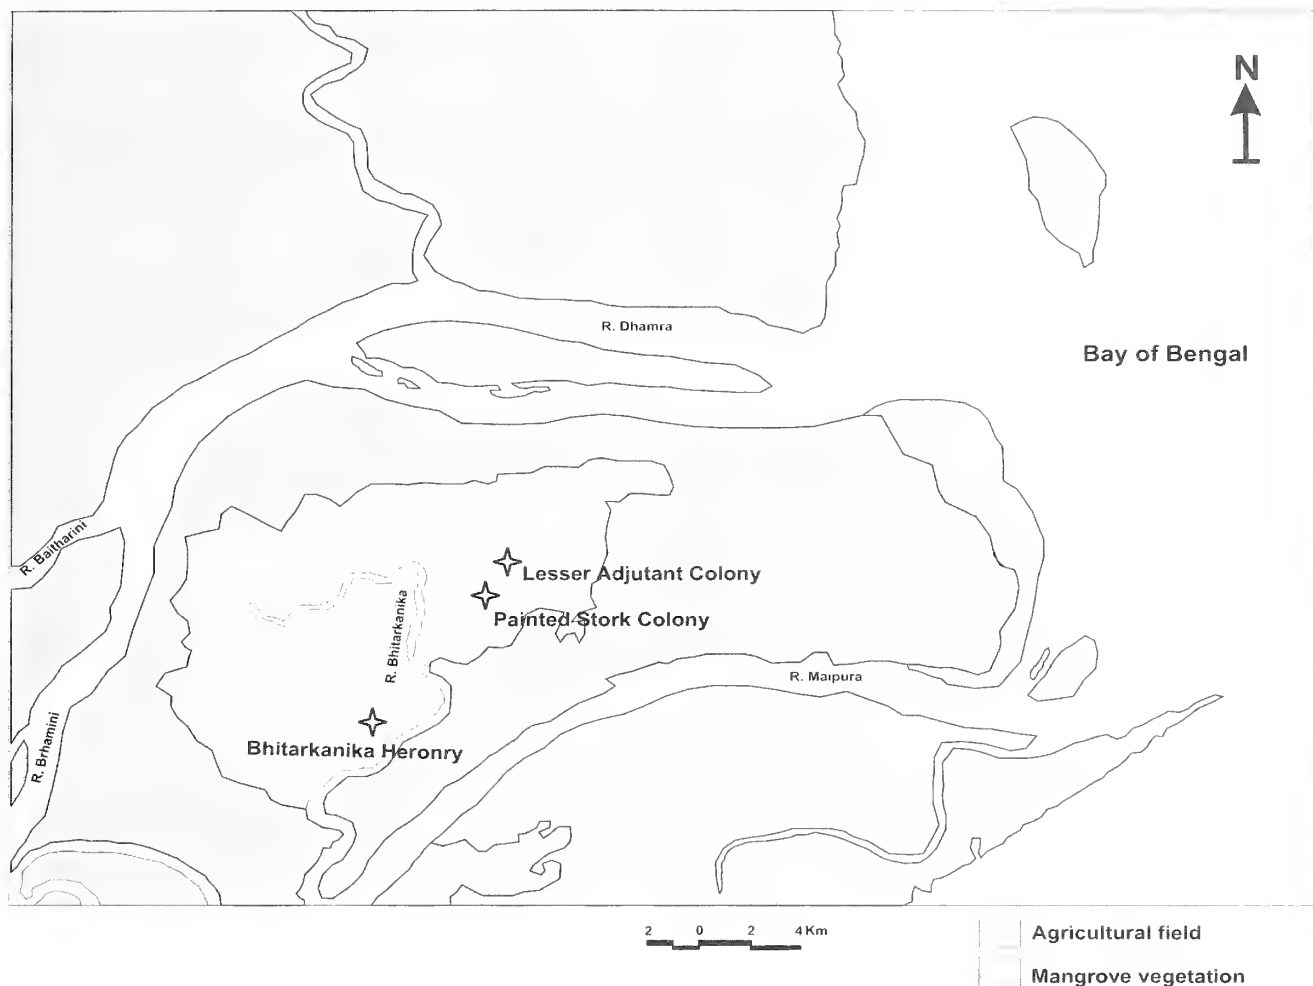 N
R. Dhamra
Bay of Bengal
R. Baitharini
Lesser Adjutant Colony
R. Bhitarkanika
Painted Stork Colony
R. Maipura
R. Brhamini
Bhitarkanika Heronry
2 0 2 4 Km
Agricultural field
Mangrove vegetation